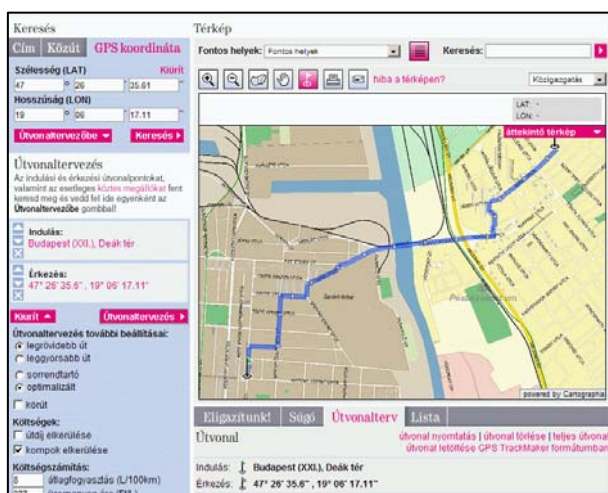 Keresés
Cím Közút GPS koordináta
Szélesség (LAT) Kiürít
47 ° 26 ' 35.61 "
Hosszúság (LON)
19 ° 06 ' 17.11 "
Útvonaltervezőbe Keresés
Útvonaltervezés
Az indulási és érkezési útvonalpontokat,
valamint az esetleges köztes megállókat fent
keresd meg és vedd fel ide egyenként az
Útvonaltervezőbe gombbal!
Indulás:
Budapest (XXI.), Deák tér
Érkezés:
47° 26' 35.6" , 19° 06' 17.11"
Kiürít Útvonaltervezés
Útvonaltervezés további beállításai:
legrövidebb út
leggyorsabb út
sorrendtartó
optimalizált
körút
Költségek:
útdíj elkerülése
kompok elkerülése
Költségszámítás:
8 átlagfogyasztás (L/100km)
Térkép
Fontos helyek: Fontos helyek Keresés:
hiba a térképen? Közigazgatás
LAT: -
LON: -
áttekintő térkép
powered by Cartographia
Eligazítunk! Súgó Útvonalterv Lista
Útvonal
útvonal nyomtatás | útvonal törlése | teljes útvonal
útvonal letöltése GPS TrackMaker formátumban
Indulás: Budapest (XXI.), Deák tér
Érkezés: 47° 26' 35.6" , 19° 06' 17.11"